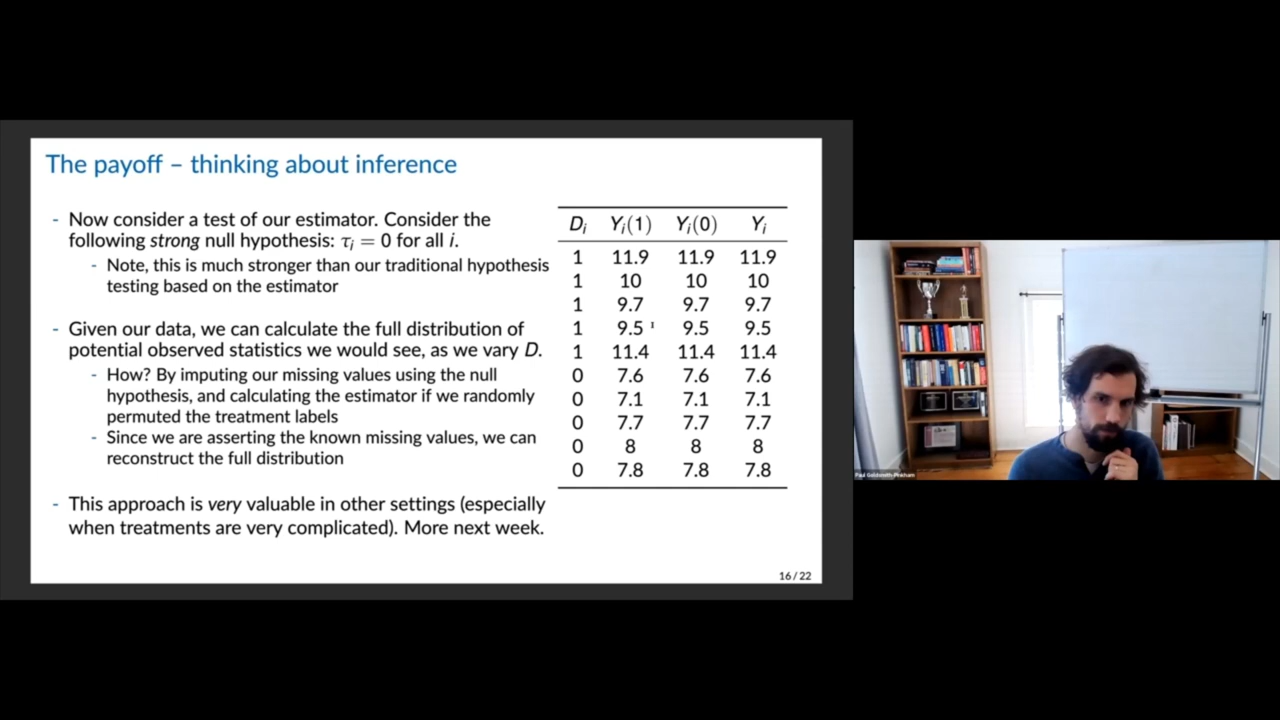 The payoff – thinking about inference
- Now consider a test of our estimator. Consider the
following strong null hypothesis: τᵢ = 0 for all i.
- Note, this is much stronger than our traditional hypothesis
testing based on the estimator
- Given our data, we can calculate the full distribution of
potential observed statistics we would see, as we vary D.
- How? By imputing our missing values using the null
hypothesis, and calculating the estimator if we randomly
permuted the treatment labels
- Since we are asserting the known missing values, we can
reconstruct the full distribution
- This approach is very valuable in other settings (especially
when treatments are very complicated). More next week.
Dᵢ Yᵢ(1) Yᵢ(0) Yᵢ
1 11.9 11.9 11.9
1 10 10 10
1 9.7 9.7 9.7
1 9.5 9.5 9.5
1 11.4 11.4 11.4
0 7.6 7.6 7.6
0 7.1 7.1 7.1
0 7.7 7.7 7.7
0 8 8 8
0 7.8 7.8 7.8
16 / 22
Paul Goldsmith-Pinkham